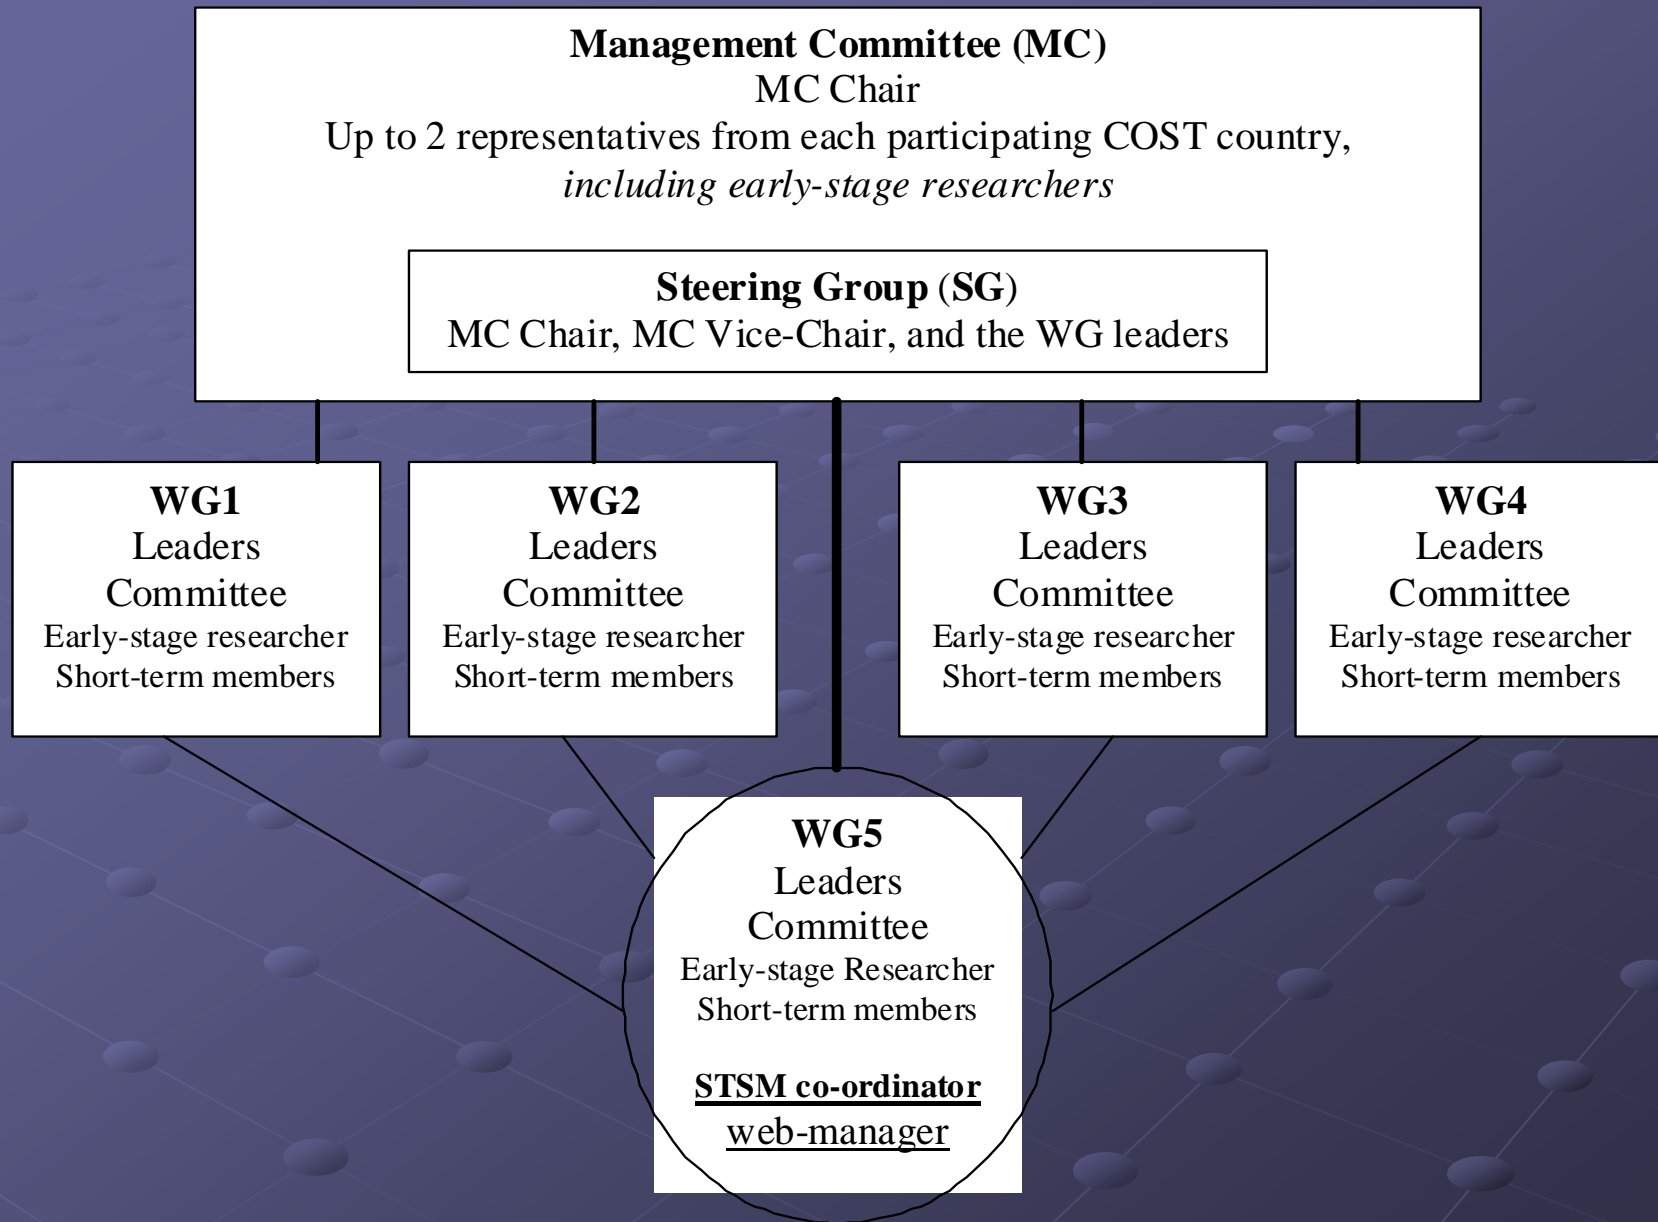 Management Committee (MC)
MC Chair
Up to 2 representatives from each participating COST country,
including early-stage researchers
Steering Group (SG)
MC Chair, MC Vice-Chair, and the WG leaders
WG1
Leaders
Committee
Early-stage researcher
Short-term members
WG2
Leaders
Committee
Early-stage researcher
Short-term members
WG3
Leaders
Committee
Early-stage researcher
Short-term members
WG4
Leaders
Committee
Early-stage researcher
Short-term members
WG5
Leaders
Committee
Early-stage Researcher
Short-term members
STSM co-ordinator
web-manager